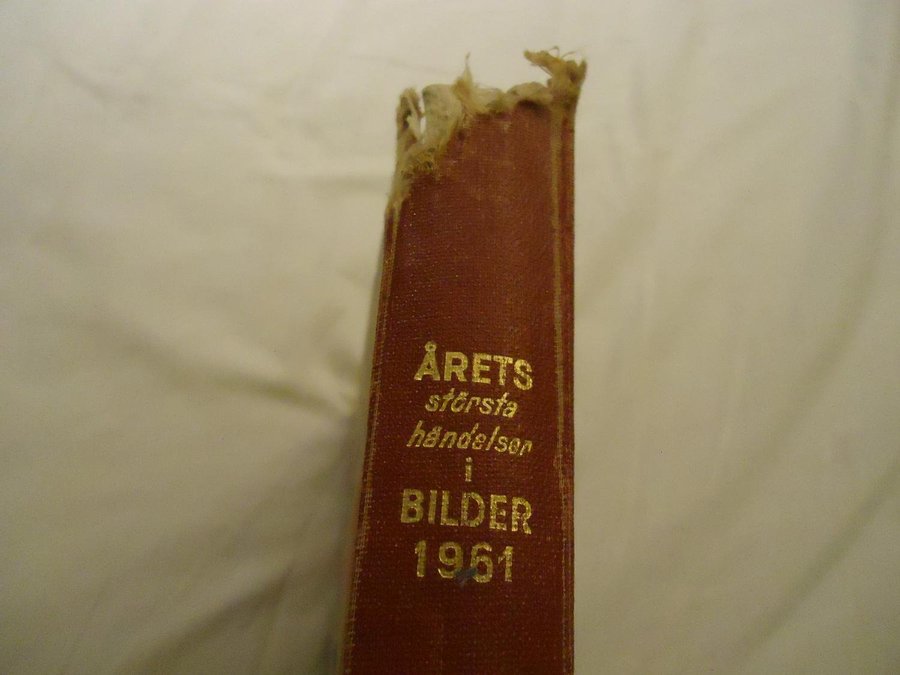 ÅRETS
största
händelser
i
BILDER
1961